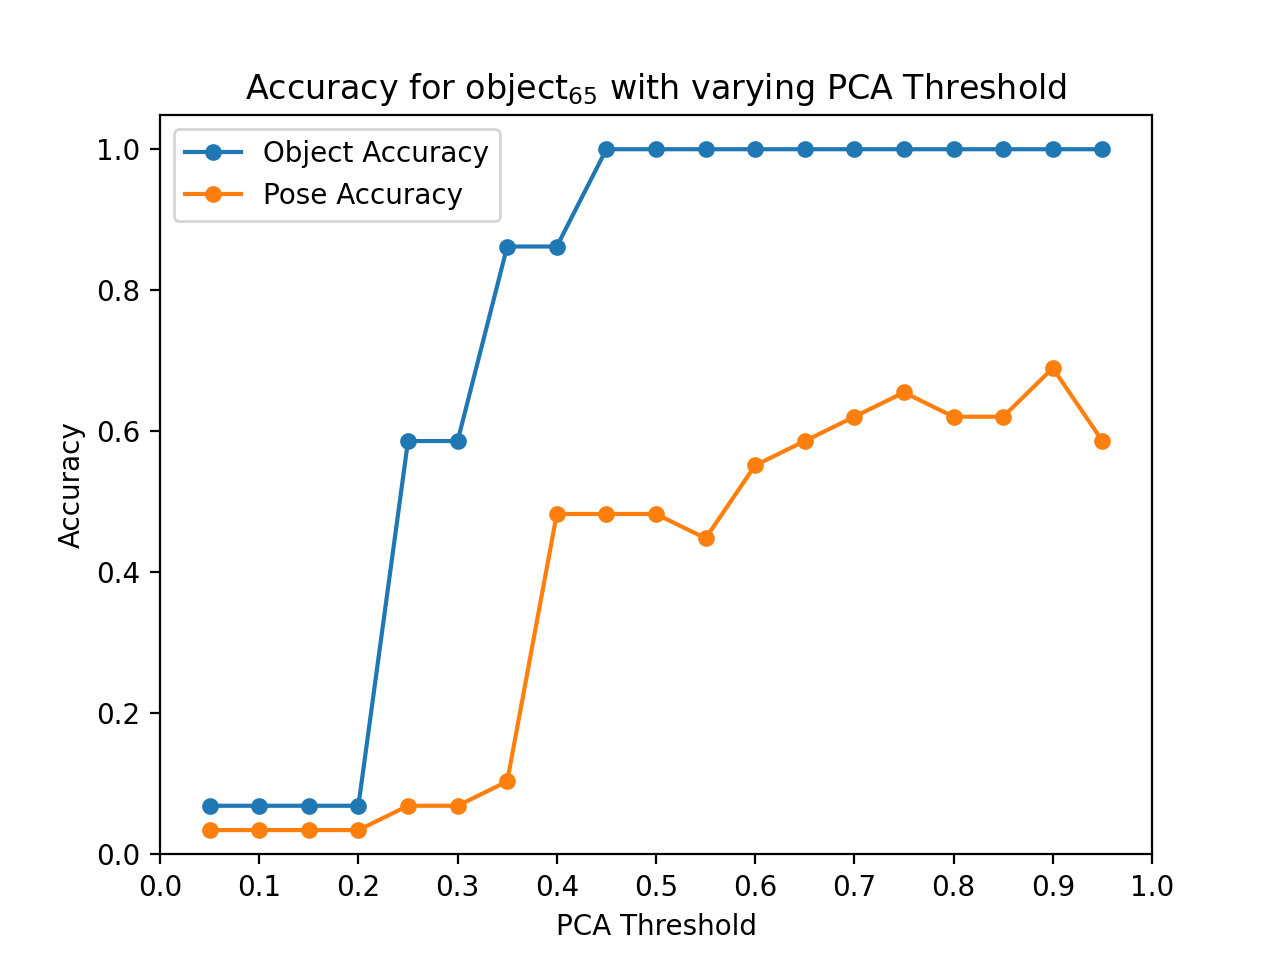 Accuracy for object₆₅ with varying PCA Threshold
Object Accuracy
Pose Accuracy
Accuracy
1.0
0.8
0.6
0.4
0.2
0.0
0.0 0.1 0.2 0.3 0.4 0.5 0.6 0.7 0.8 0.9 1.0
PCA Threshold